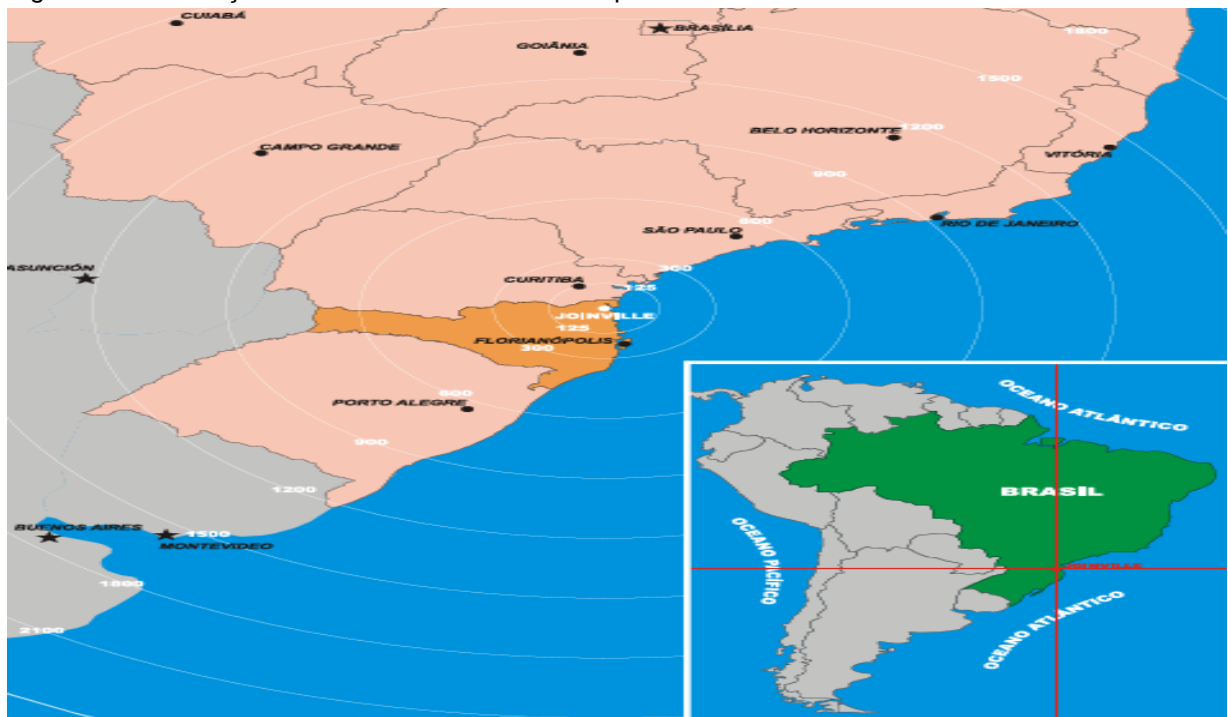 CUIABÁ
BRASÍLIA
1800
GOIÂNIA
1500
BELO HORIZONTE
1200
CAMPO GRANDE
VITÓRIA
900
600
RIO DE JANEIRO
SÃO PAULO
ASUNCIÓN
300
CURITIBA
125
JOINVILLE
125
FLORIANÓPOLIS
300
600
PORTO ALEGRE
900
1200
BUENOS AIRES
1500
MONTEVIDEO
1800
2100
OCEANO ATLÂNTICO
BRASIL
OCEANO PACÍFICO
JOINVILLE
OCEANO ATLÂNTICO